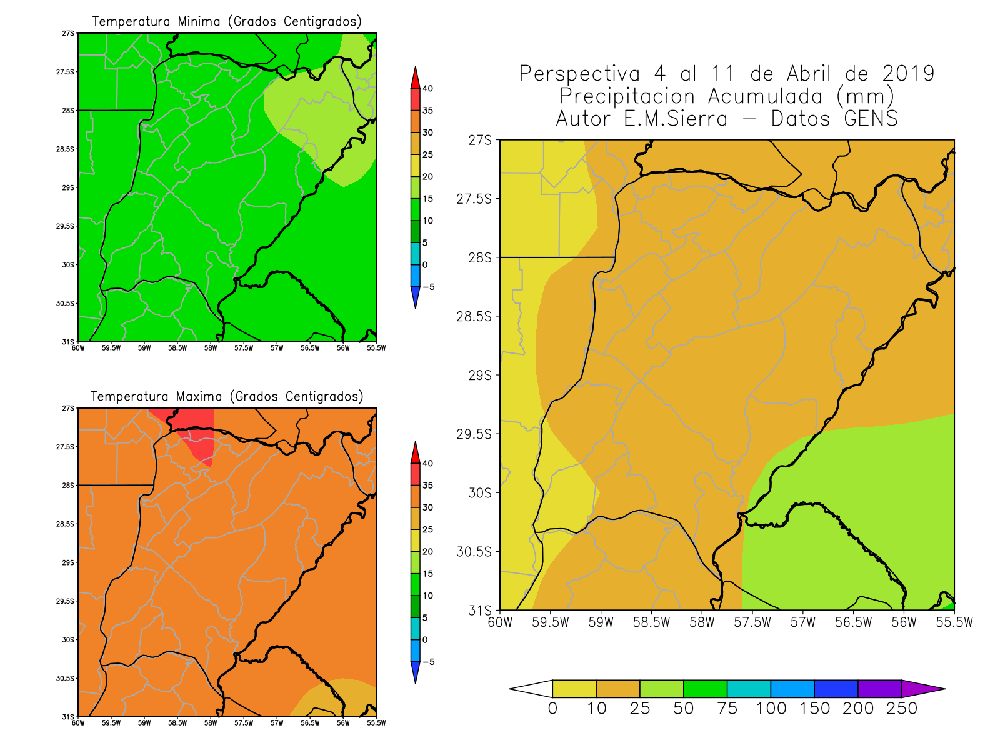 Temperatura Minima (Grados Centigrados)
27S
27.5S
28S
28.5S
29S
29.5S
30S
30.5S
31S
60W 59.5W 59W 58.5W 58W 57.5W 57W 56.5W 56W 55.5W
40
35
30
25
20
15
10
5
0
−5
Temperatura Maxima (Grados Centigrados)
27S
27.5S
28S
28.5S
29S
29.5S
30S
30.5S
31S
60W 59.5W 59W 58.5W 58W 57.5W 57W 56.5W 56W 55.5W
40
35
30
25
20
15
10
5
0
−5
Perspectiva 4 al 11 de Abril de 2019
Precipitacion Acumulada (mm)
Autor E.M.Sierra − Datos GENS
27S
27.5S
28S
28.5S
29S
29.5S
30S
30.5S
31S
60W 59.5W 59W 58.5W 58W 57.5W 57W 56.5W 56W 55.5W
0 10 25 50 75 100 150 200 250